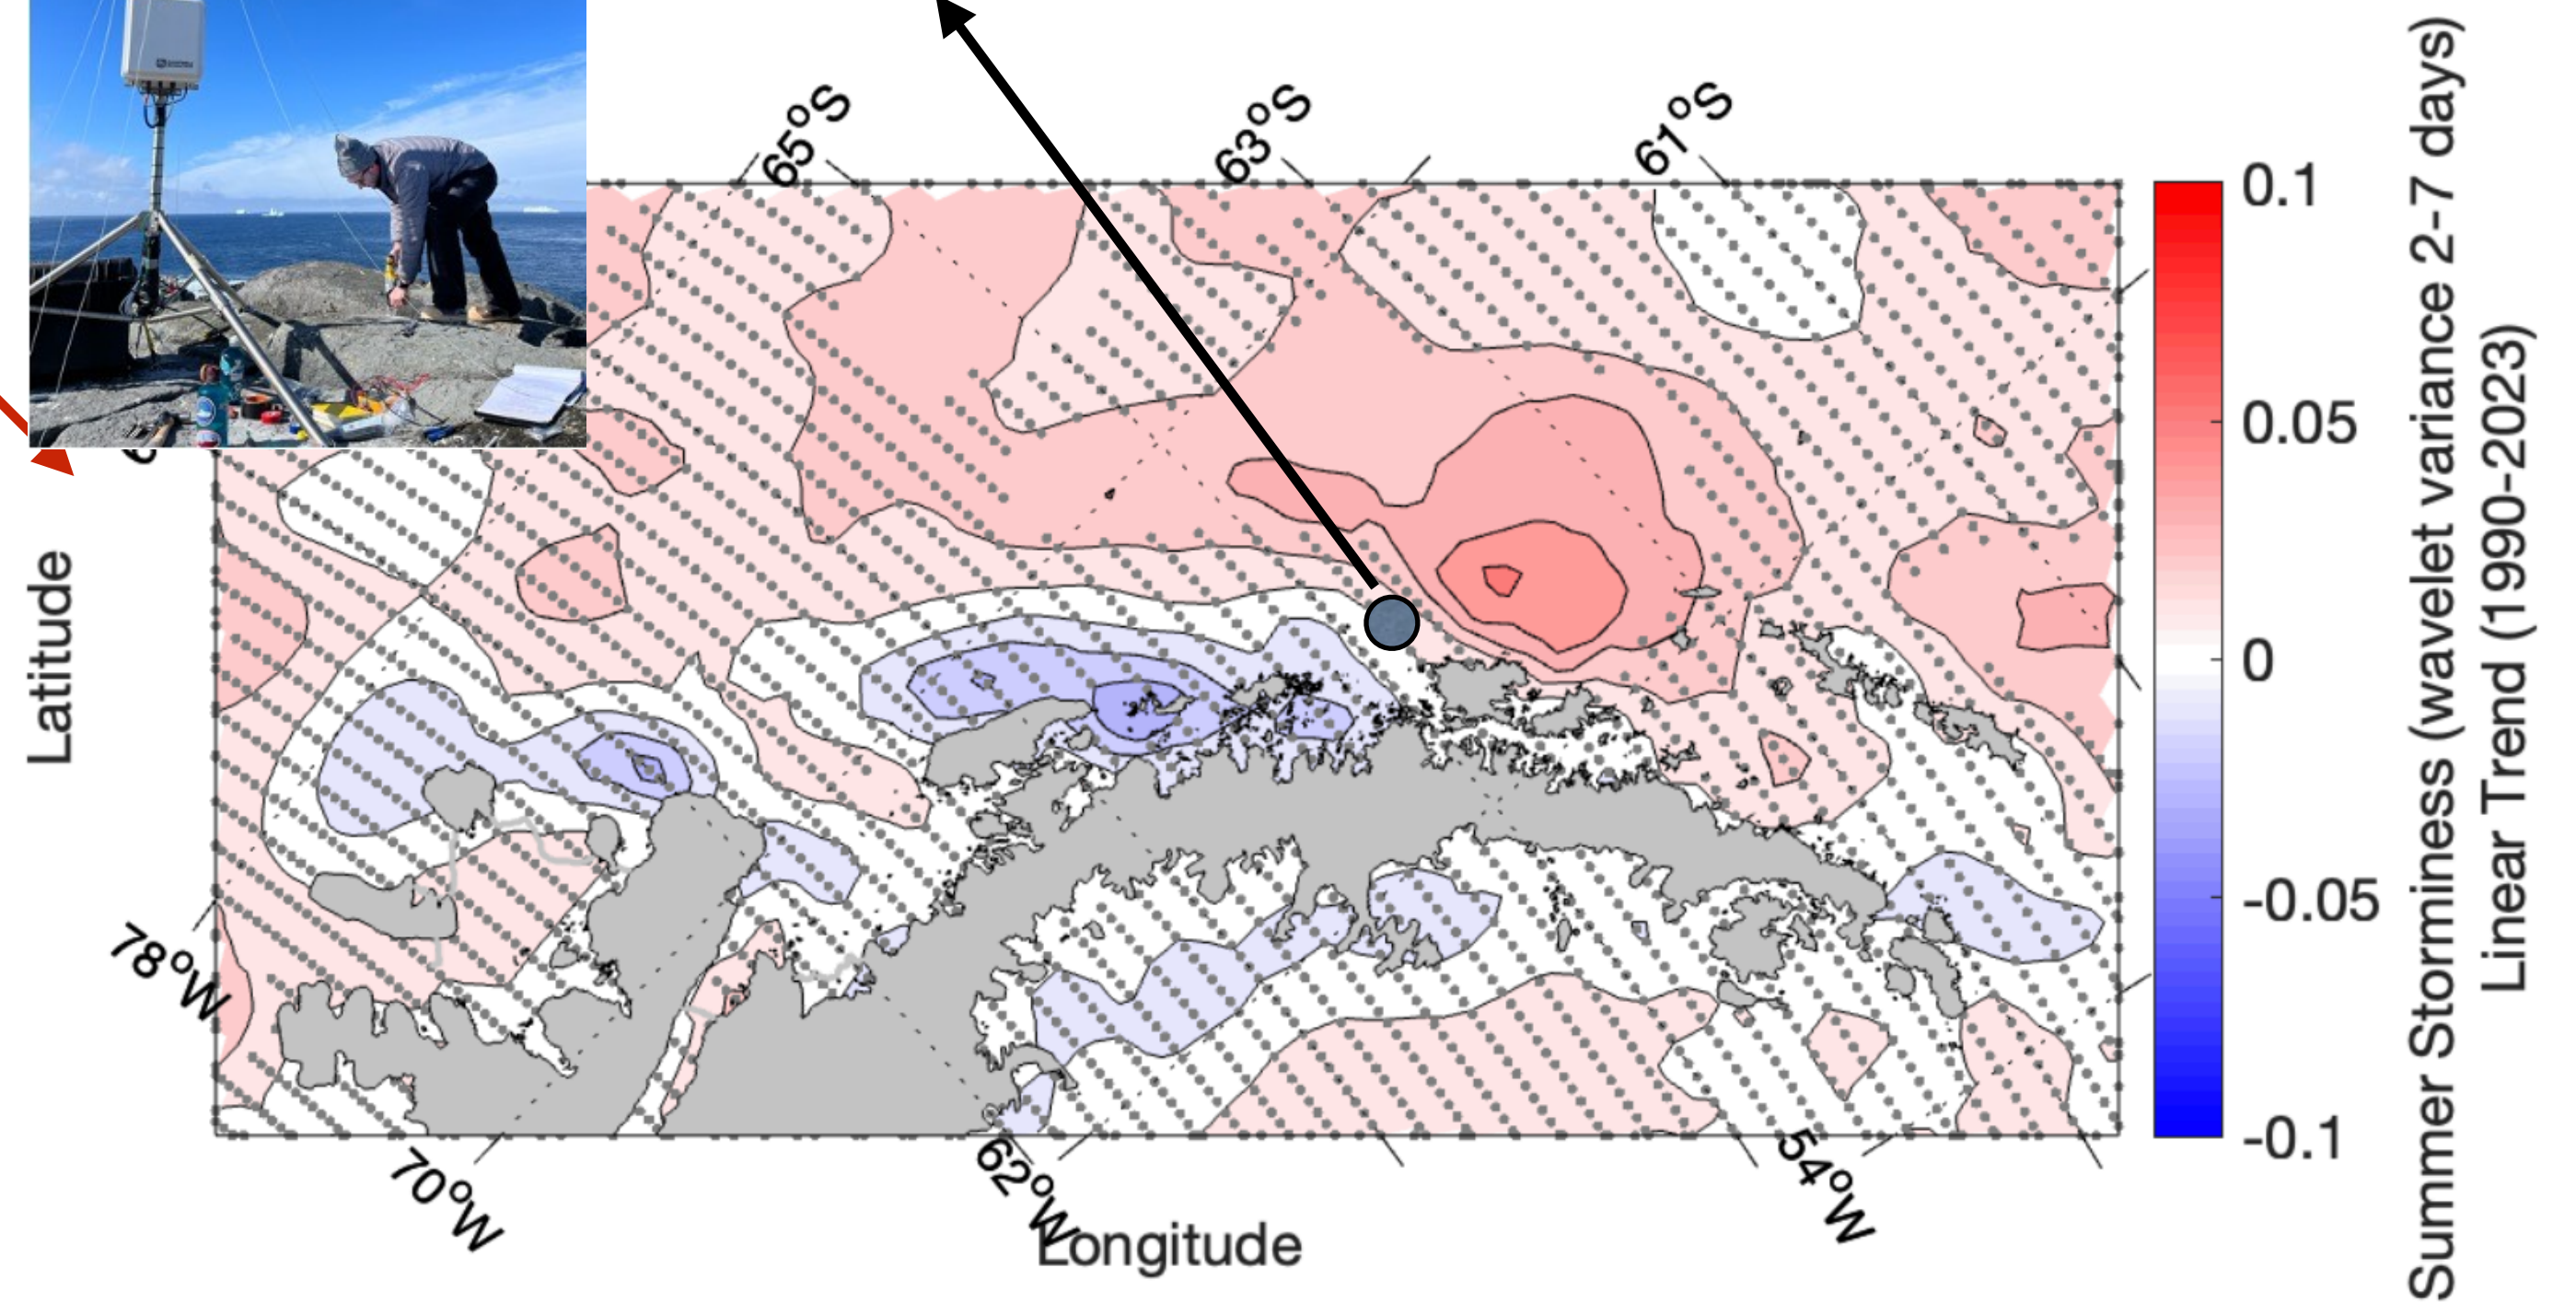 65°S
63°S
61°S
78°W
70°W
62°W
54°W
Latitude
Longitude
0.1
0.05
0
-0.05
-0.1
Summer Storminess (wavelet variance 2-7 days)
Linear Trend (1990-2023)